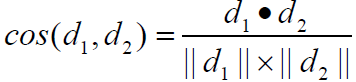 cos(d₁, d₂) = d₁ • d₂ / || d₁ || × || d₂ ||